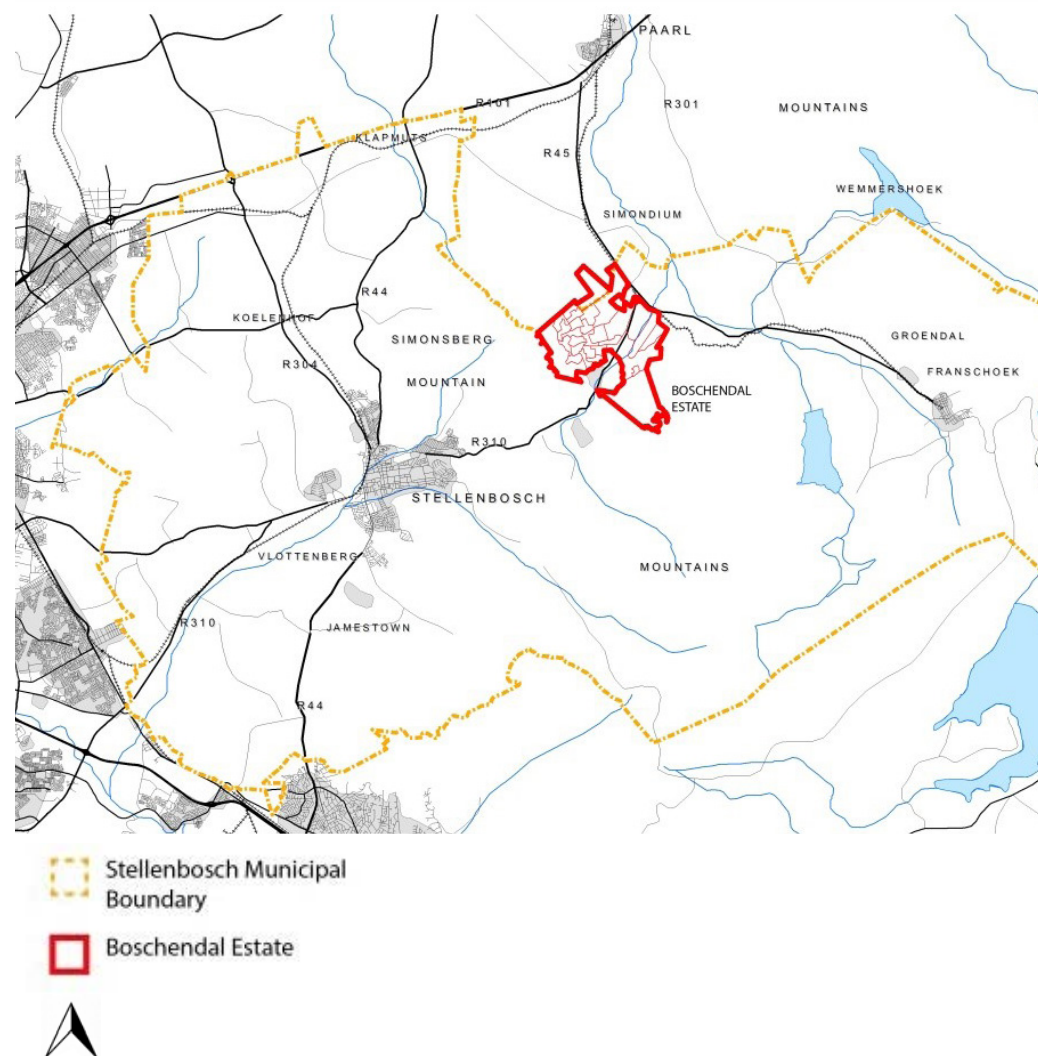 PAARL
R101
R301
MOUNTAINS
KLAPMUTS
R45
WEMMERSHOEK
SIMONDIUM
R44
KOELENHOF
SIMONSBERG
GROENDAL
R304
MOUNTAIN
FRANSCHOEK
BOSCHENDAL
ESTATE
R310
STELLENBOSCH
VLOTTENBERG
MOUNTAINS
R310
JAMESTOWN
R44
Stellenbosch Municipal
Boundary
Boschendal Estate